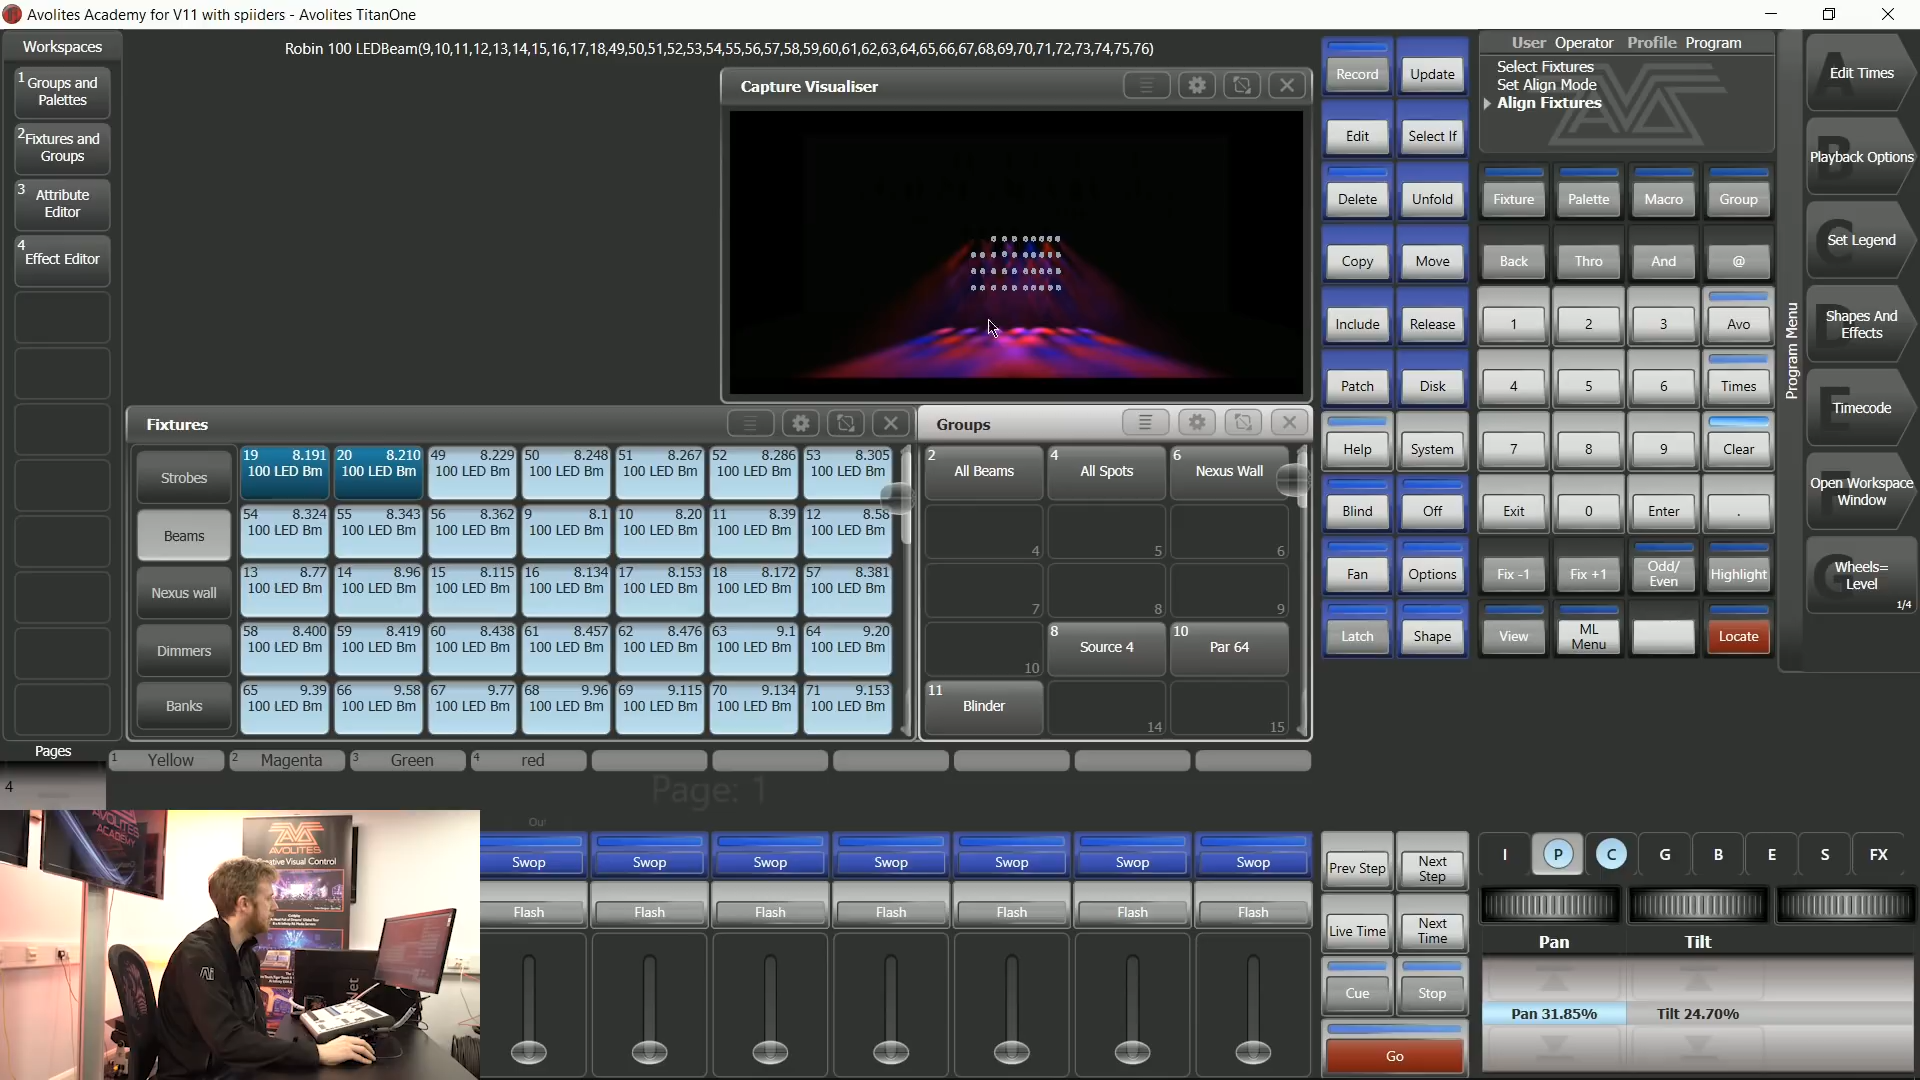 Avolites Academy for V11 with spiiders - Avolites TitanOne
Workspaces
1 Groups and Palettes
2 Fixtures and Groups
3 Attribute Editor
4 Effect Editor
Robin 100 LEDBeam(9,10,11,12,13,14,15,16,17,18,49,50,51,52,53,54,55,56,57,58,59,60,61,62,63,64,65,66,67,68,69,70,71,72,73,74,75,76)
Capture Visualiser
Fixtures
Strobes
Beams
Nexus wall
Dimmers
Banks
19 8.191 100 LED Bm
20 8.210 100 LED Bm
49 8.229 100 LED Bm
50 8.248 100 LED Bm
51 8.267 100 LED Bm
52 8.286 100 LED Bm
53 8.305 100 LED Bm
54 8.324 100 LED Bm
55 8.343 100 LED Bm
56 8.362 100 LED Bm
9 8.1 100 LED Bm
10 8.20 100 LED Bm
11 8.39 100 LED Bm
12 8.58 100 LED Bm
13 8.77 100 LED Bm
14 8.96 100 LED Bm
15 8.115 100 LED Bm
16 8.134 100 LED Bm
17 8.153 100 LED Bm
18 8.172 100 LED Bm
57 8.381 100 LED Bm
58 8.400 100 LED Bm
59 8.419 100 LED Bm
60 8.438 100 LED Bm
61 8.457 100 LED Bm
62 8.476 100 LED Bm
63 9.1 100 LED Bm
64 9.20 100 LED Bm
65 9.39 100 LED Bm
66 9.58 100 LED Bm
67 9.77 100 LED Bm
68 9.96 100 LED Bm
69 9.115 100 LED Bm
70 9.134 100 LED Bm
71 9.153 100 LED Bm
Groups
2 All Beams
4 All Spots
6 Nexus Wall
4
5
6
7
8
9
10
8 Source 4
10 Par 64
11 Blinder
14
15
Record
Update
Edit
Select If
Delete
Unfold
Copy
Move
Include
Release
Patch
Disk
Help
System
Blind
Off
Fan
Options
Latch
Shape
User Operator Profile Program
Select Fixtures
Set Align Mode
Align Fixtures
Fixture
Palette
Macro
Group
Back
Thro
And
@
1
2
3
Avo
4
5
6
Times
7
8
9
Clear
Exit
0
Enter
.
Fix -1
Fix +1
Odd/ Even
Highlight
View
ML Menu
Locate
Program Menu
A Edit Times
B Playback Options
C Set Legend
D Shapes And Effects
E Timecode
F Open Workspace Window
G Wheels= Level
1/4
Pages
4
1 Yellow
2 Magenta
3 Green
4 red
Page: 1
Out
Swop
Swop
Swop
Swop
Swop
Swop
Swop
Flash
Flash
Flash
Flash
Flash
Flash
Flash
Prev Step
Next Step
Live Time
Next Time
Cue
Stop
Go
I
P
C
G
B
E
S
FX
Pan
Tilt
Pan 31.85%
Tilt 24.70%
AVOLITES
ACADEMY
AVOLITES
Creative Visual Control
Ai